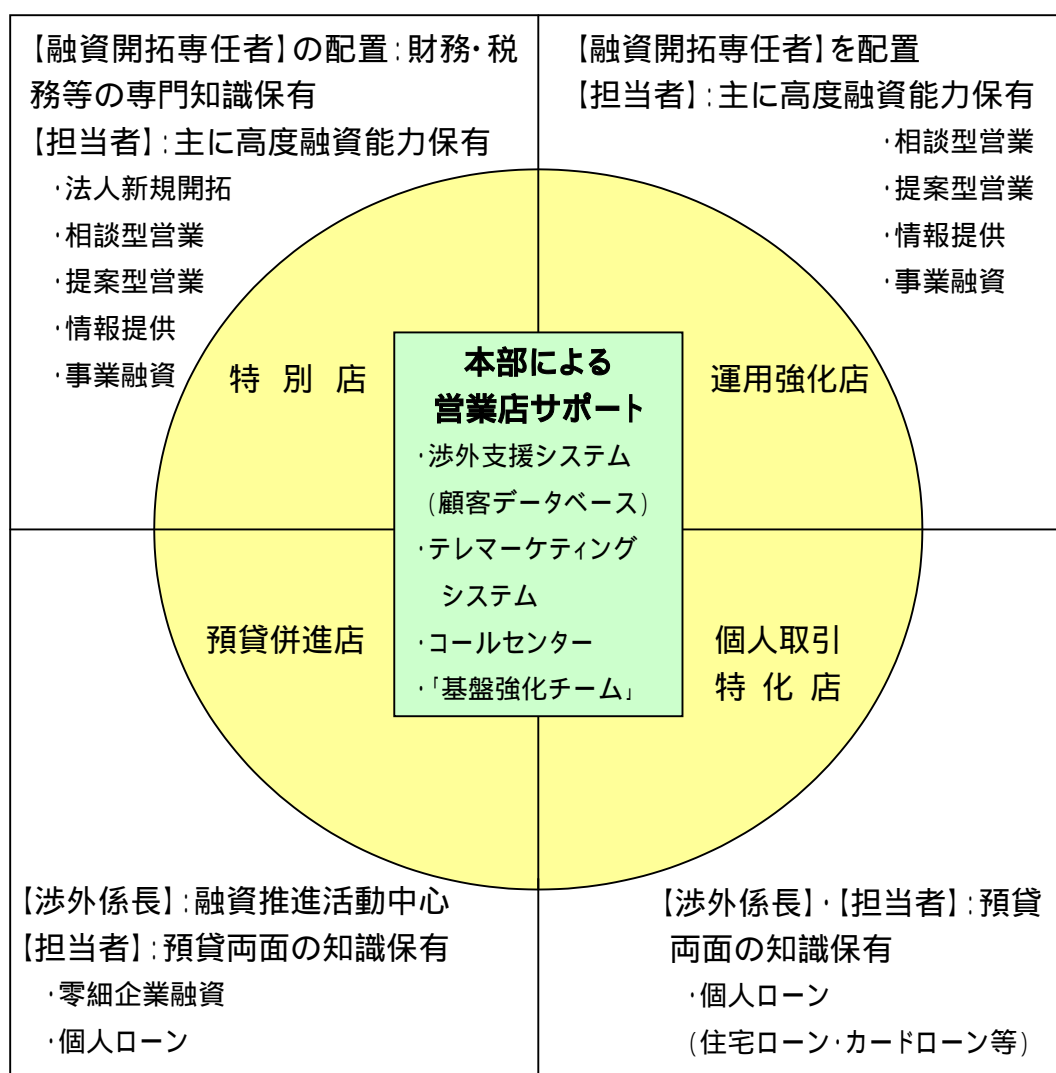 【融資開拓専任者】の配置:財務・税
務等の専門知識保有
【担当者】:主に高度融資能力保有
・法人新規開拓
・相談型営業
・提案型営業
・情報提供
・事業融資
特 別 店
【融資開拓専任者】を配置
【担当者】:主に高度融資能力保有
・相談型営業
・提案型営業
・情報提供
・事業融資
運用強化店
本部による
営業店サポート
・渉外支援システム
(顧客データベース)
・テレマーケティング
システム
・コールセンター
・「基盤強化チーム」
預貸併進店
【渉外係長】:融資推進活動中心
【担当者】:預貸両面の知識保有
・零細企業融資
・個人ローン
個人取引
特 化 店
【渉外係長】・【担当者】:預貸
両面の知識保有
・個人ローン
(住宅ローン・カードローン等)